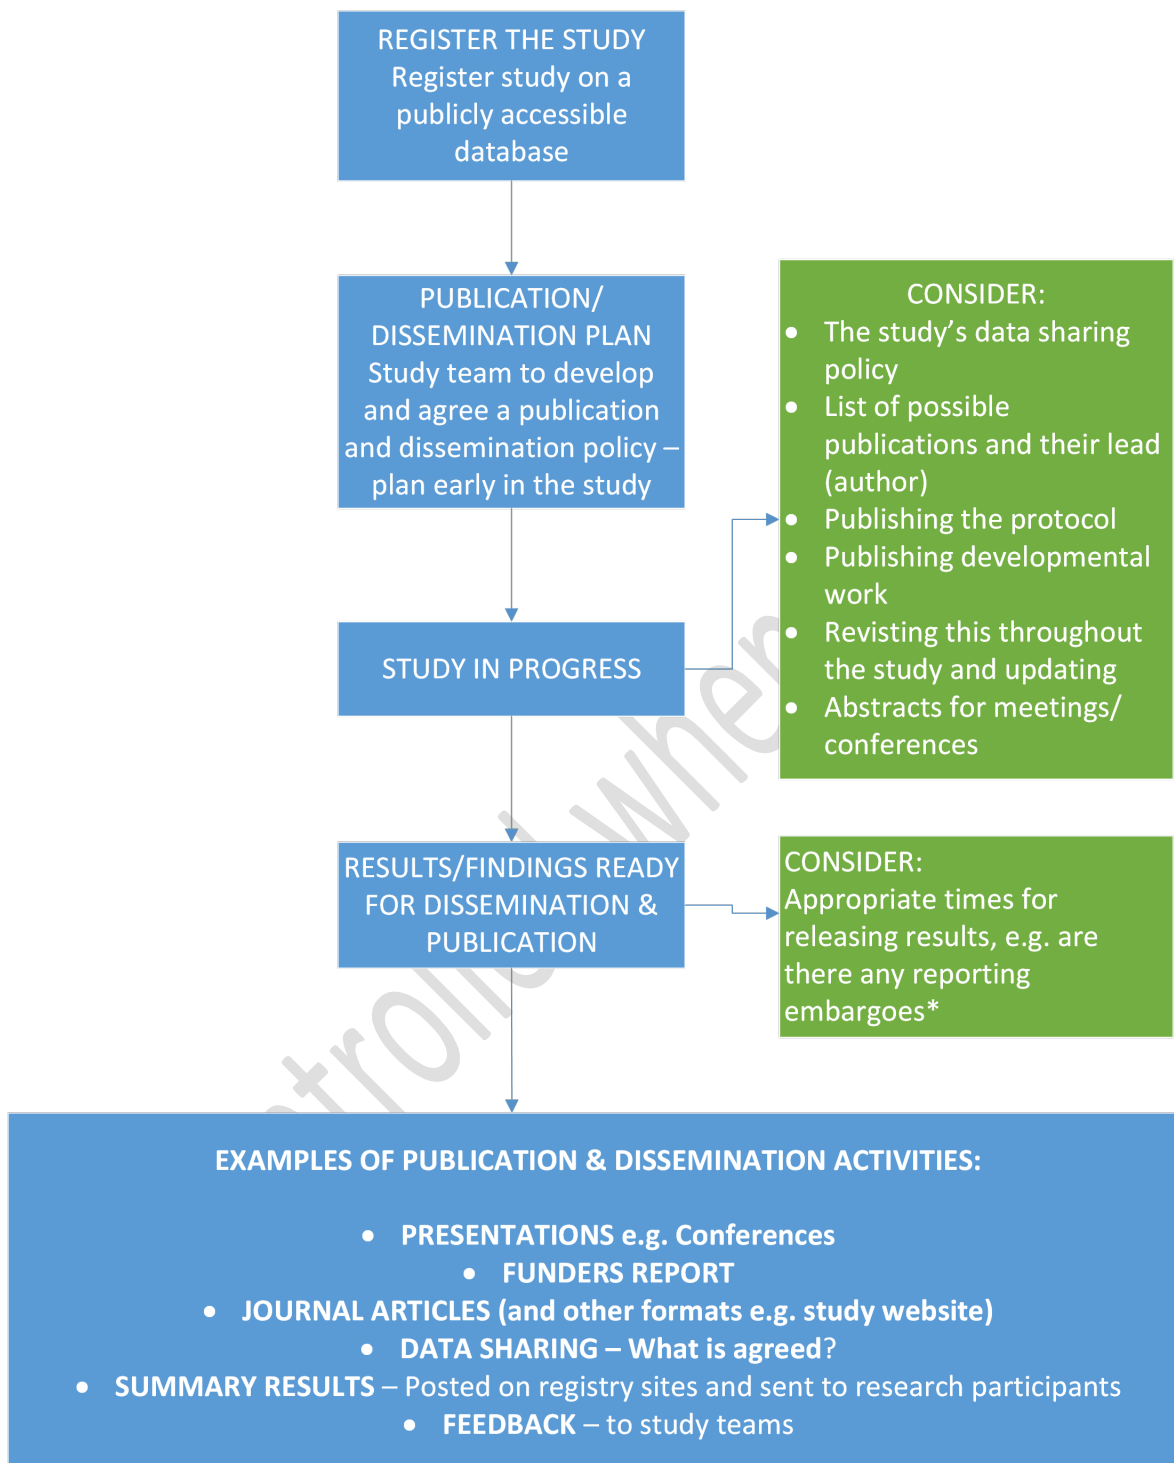 REGISTER THE STUDY
Register study on a
publicly accessible
database
PUBLICATION/
DISSEMINATION PLAN
Study team to develop
and agree a publication
and dissemination policy –
plan early in the study
CONSIDER:
• The study’s data sharing
policy
• List of possible
publications and their lead
(author)
• Publishing the protocol
• Publishing developmental
work
• Revisting this throughout
the study and updating
• Abstracts for meetings/
conferences
STUDY IN PROGRESS
RESULTS/FINDINGS READY
FOR DISSEMINATION &
PUBLICATION
CONSIDER:
Appropriate times for
releasing results, e.g. are
there any reporting
embargoes*
EXAMPLES OF PUBLICATION & DISSEMINATION ACTIVITIES:
• PRESENTATIONS e.g. Conferences
• FUNDERS REPORT
• JOURNAL ARTICLES (and other formats e.g. study website)
• DATA SHARING – What is agreed?
• SUMMARY RESULTS – Posted on registry sites and sent to research participants
• FEEDBACK – to study teams